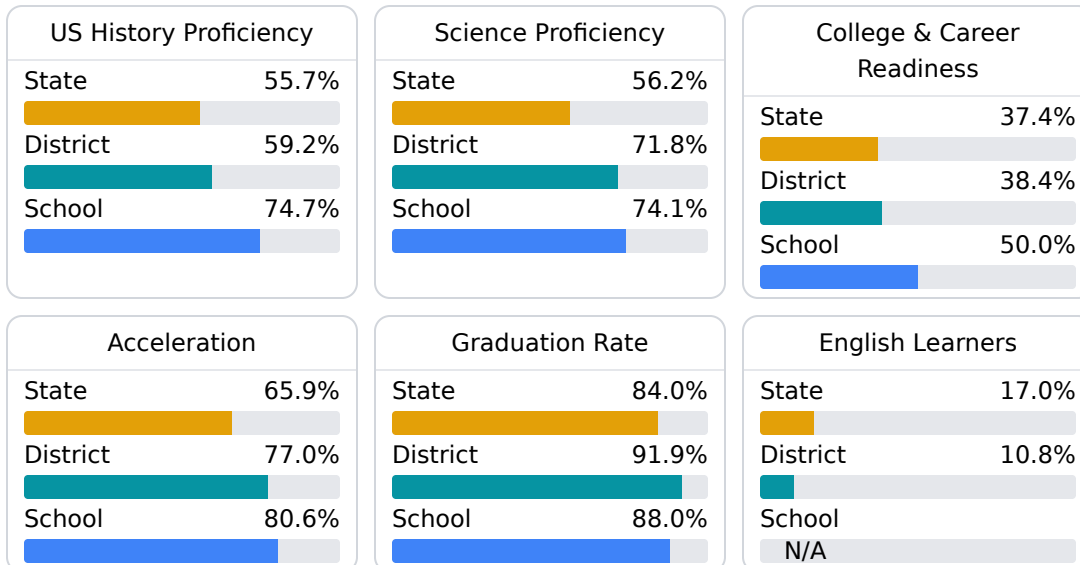 US History Proficiency
State 55.7%
District 59.2%
School 74.7%
Science Proficiency
State 56.2%
District 71.8%
School 74.1%
College & Career
Readiness
State 37.4%
District 38.4%
School 50.0%
Acceleration
State 65.9%
District 77.0%
School 80.6%
Graduation Rate
State 84.0%
District 91.9%
School 88.0%
English Learners
State 17.0%
District 10.8%
School
N/A